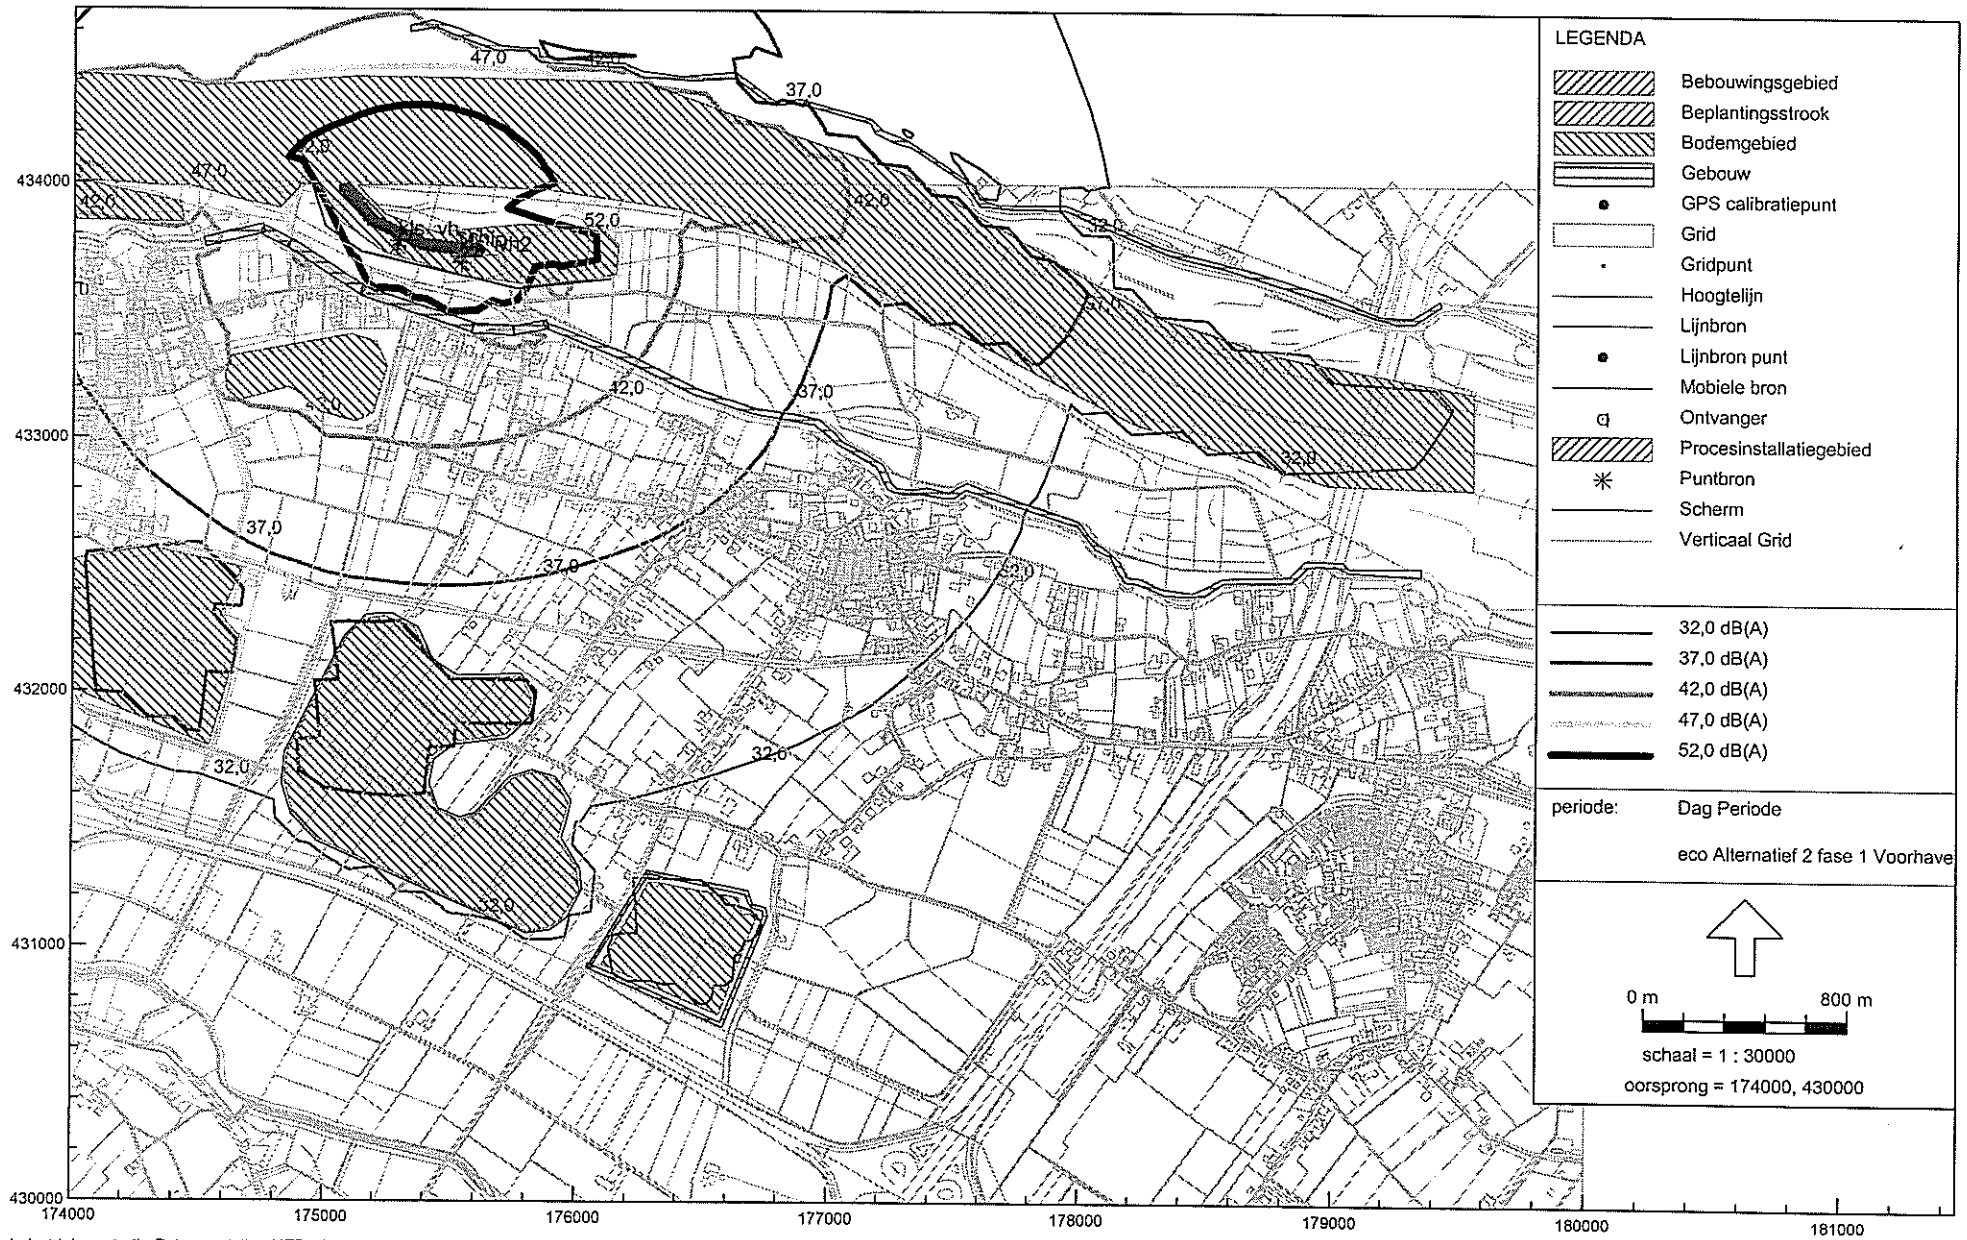 LEGENDA
Bebouwingsgebied
Beplantingsstrook
Bodemgebied
Gebouw
GPS calibratiepunt
Grid
Gridpunt
Hoogtelijn
Lijnbron
Lijnbron punt
Mobiele bron
Ontvanger
Procesinstallatiegebied
Puntbron
Scherm
Verticaal Grid
32,0 dB(A)
37,0 dB(A)
42,0 dB(A)
47,0 dB(A)
52,0 dB(A)
periode: Dag Periode
eco Alternatief 2 fase 1 Voorhave
0 m 800 m
schaal = 1 : 30000
oorsprong = 174000, 430000
47,0
42,0
37,0
47,0
42,0
52,0
42,0
32,0
37,0
42,0
37,0
32,0
37,0
37,0
32,0
32,0
32,0
434000
433000
432000
431000
430000
174000 175000 176000 177000 178000 179000 180000 181000